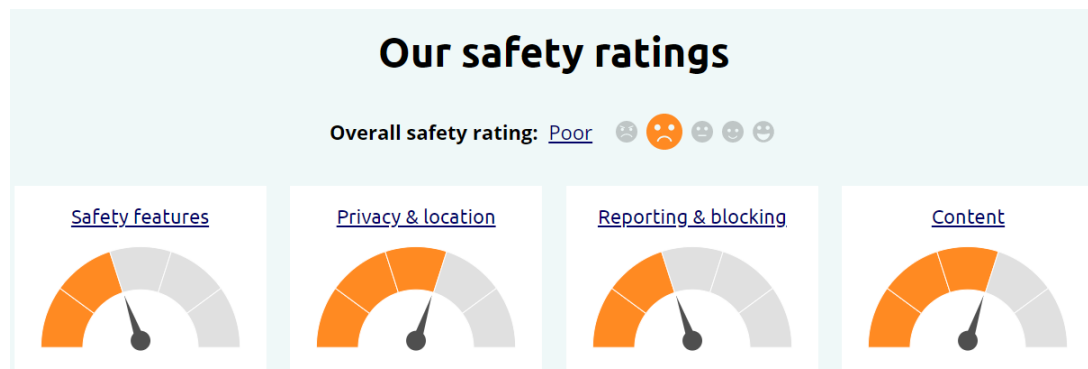 Our safety ratings
Overall safety rating: Poor
Safety features
Privacy & location
Reporting & blocking
Content